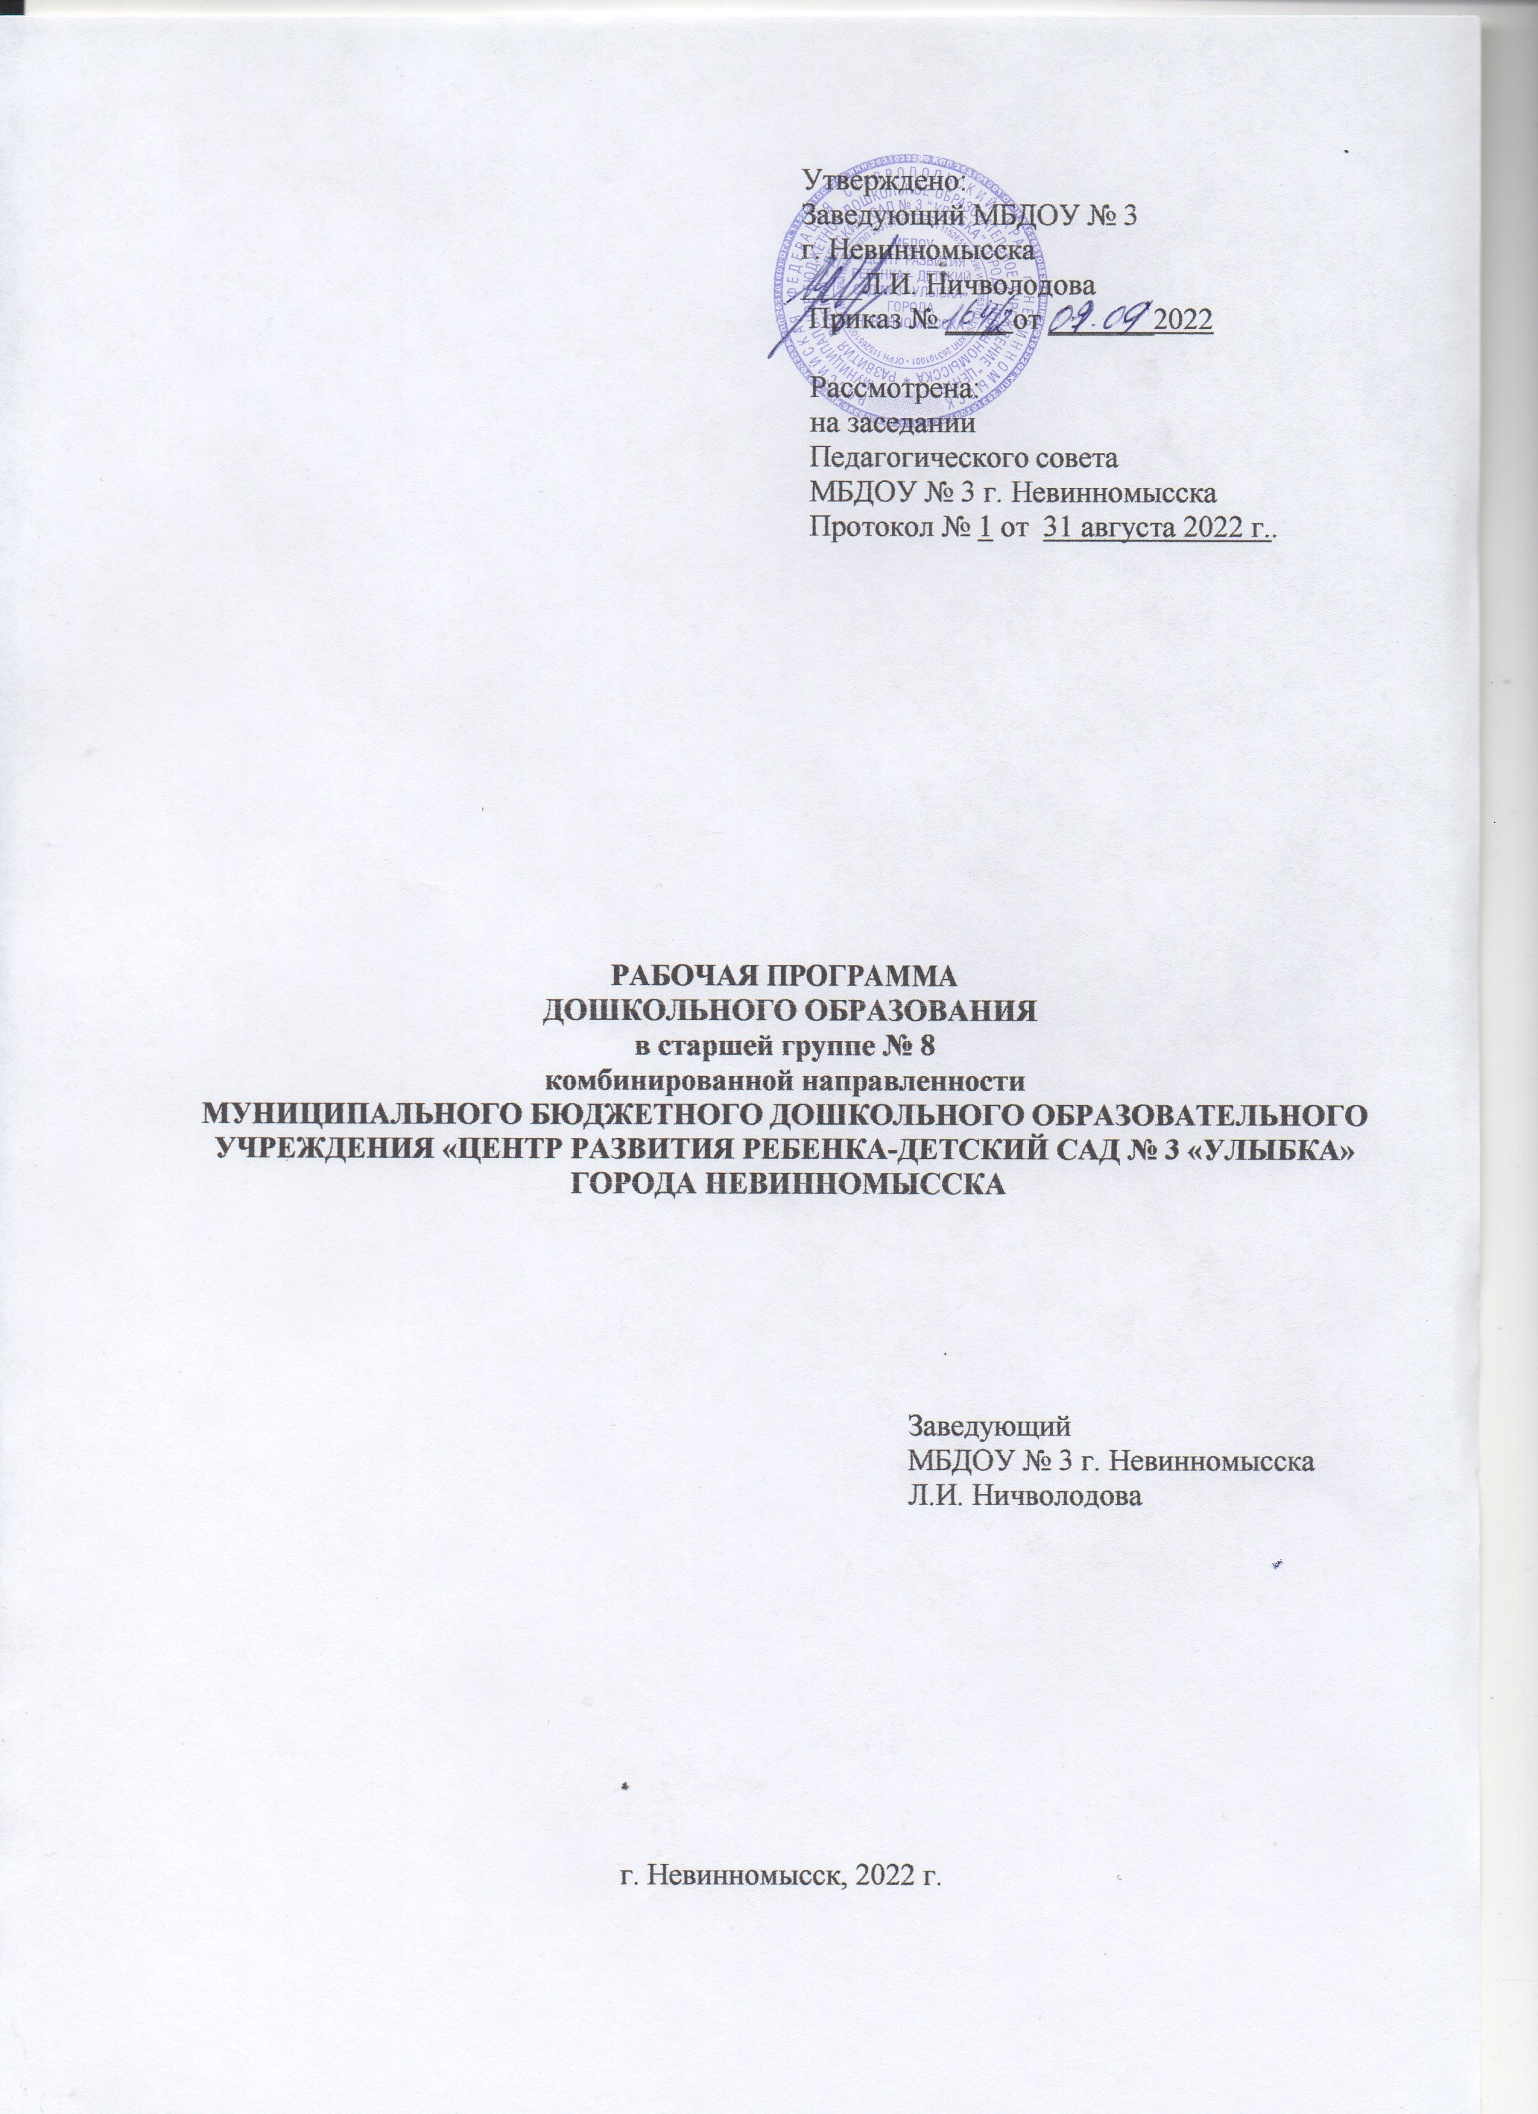 Утверждено:
Заведующий МБДОУ № 3
г. Невинномысска
____Л.И. Ничволодова
Приказ № от 2022
Рассмотрена:
на заседании
Педагогического совета
МБДОУ № 3 г. Невинномысска
Протокол № 1 от 31 августа 2022 г..
РАБОЧАЯ ПРОГРАММА
ДОШКОЛЬНОГО ОБРАЗОВАНИЯ
в старшей группе № 8
комбинированной направленности
МУНИЦИПАЛЬНОГО БЮДЖЕТНОГО ДОШКОЛЬНОГО ОБРАЗОВАТЕЛЬНОГО
УЧРЕЖДЕНИЯ «ЦЕНТР РАЗВИТИЯ РЕБЕНКА-ДЕТСКИЙ САД № 3 «УЛЫБКА»
ГОРОДА НЕВИННОМЫССКА
Заведующий
МБДОУ № 3 г. Невинномысска
Л.И. Ничволодова
г. Невинномысск, 2022 г.